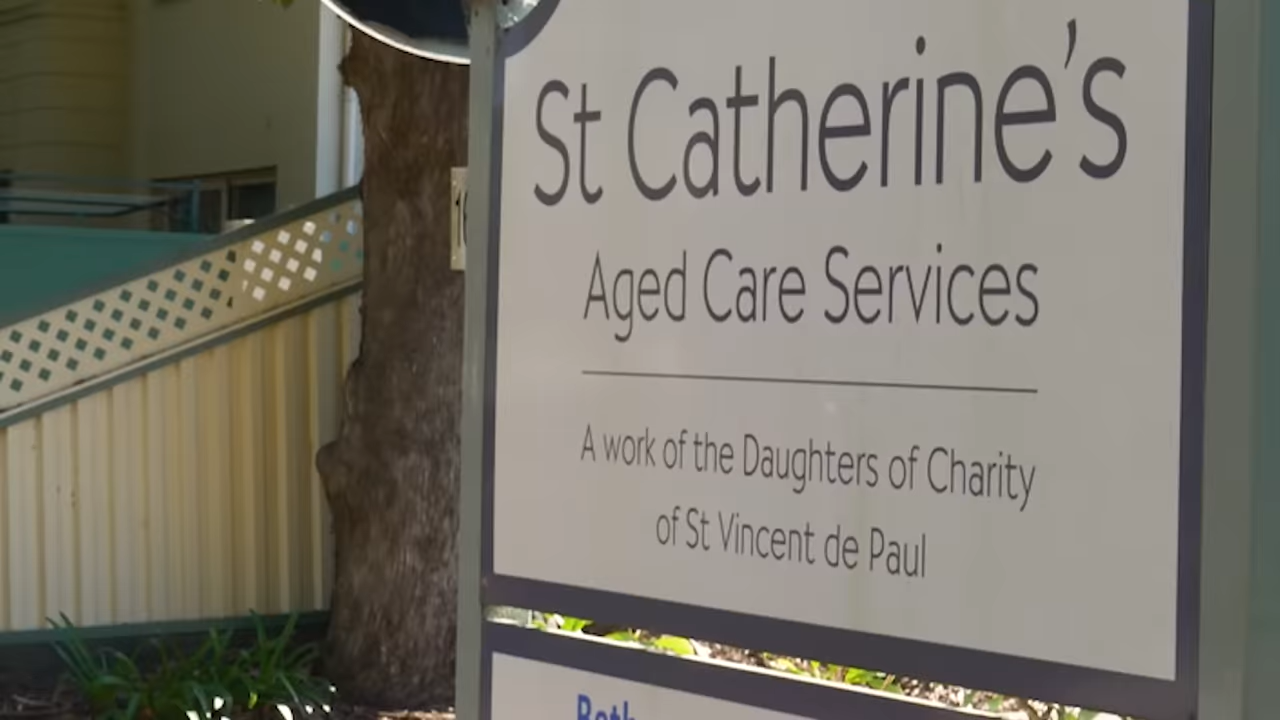 St Catherine's
Aged Care Services
A work of the Daughters of Charity
of St Vincent de Paul